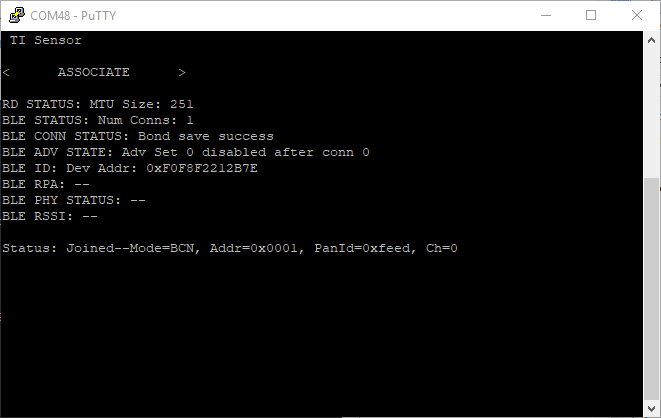 COM48 - PuTTY
TI Sensor
< ASSOCIATE >
RD STATUS: MTU Size: 251
BLE STATUS: Num Conns: 1
BLE CONN STATUS: Bond save success
BLE ADV STATE: Adv Set 0 disabled after conn 0
BLE ID: Dev Addr: 0xF0F8F2212B7E
BLE RPA: --
BLE PHY STATUS: --
BLE RSSI: --
Status: Joined--Mode=BCN, Addr=0x0001, PanId=0xfeed, Ch=0